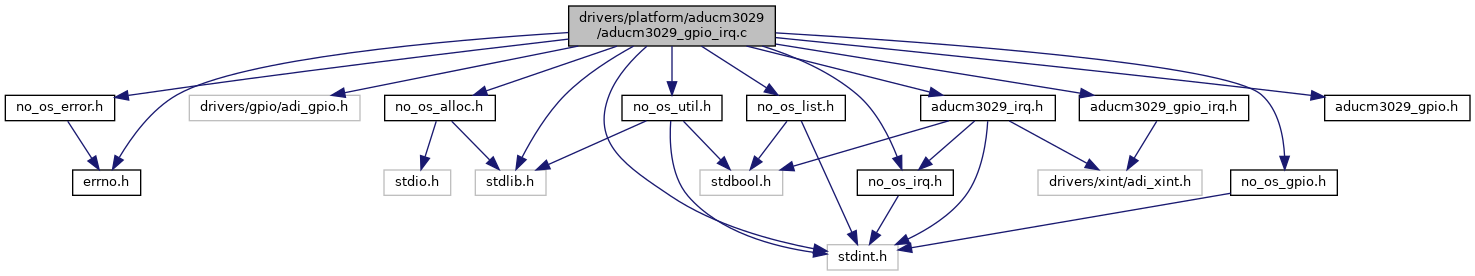 drivers/platform/aducm3029
/aducm3029_gpio_irq.c
no_os_error.h
drivers/gpio/adi_gpio.h
no_os_alloc.h
no_os_util.h
no_os_list.h
aducm3029_irq.h
aducm3029_gpio_irq.h
aducm3029_gpio.h
errno.h
stdio.h
stdlib.h
stdbool.h
no_os_irq.h
drivers/xint/adi_xint.h
no_os_gpio.h
stdint.h